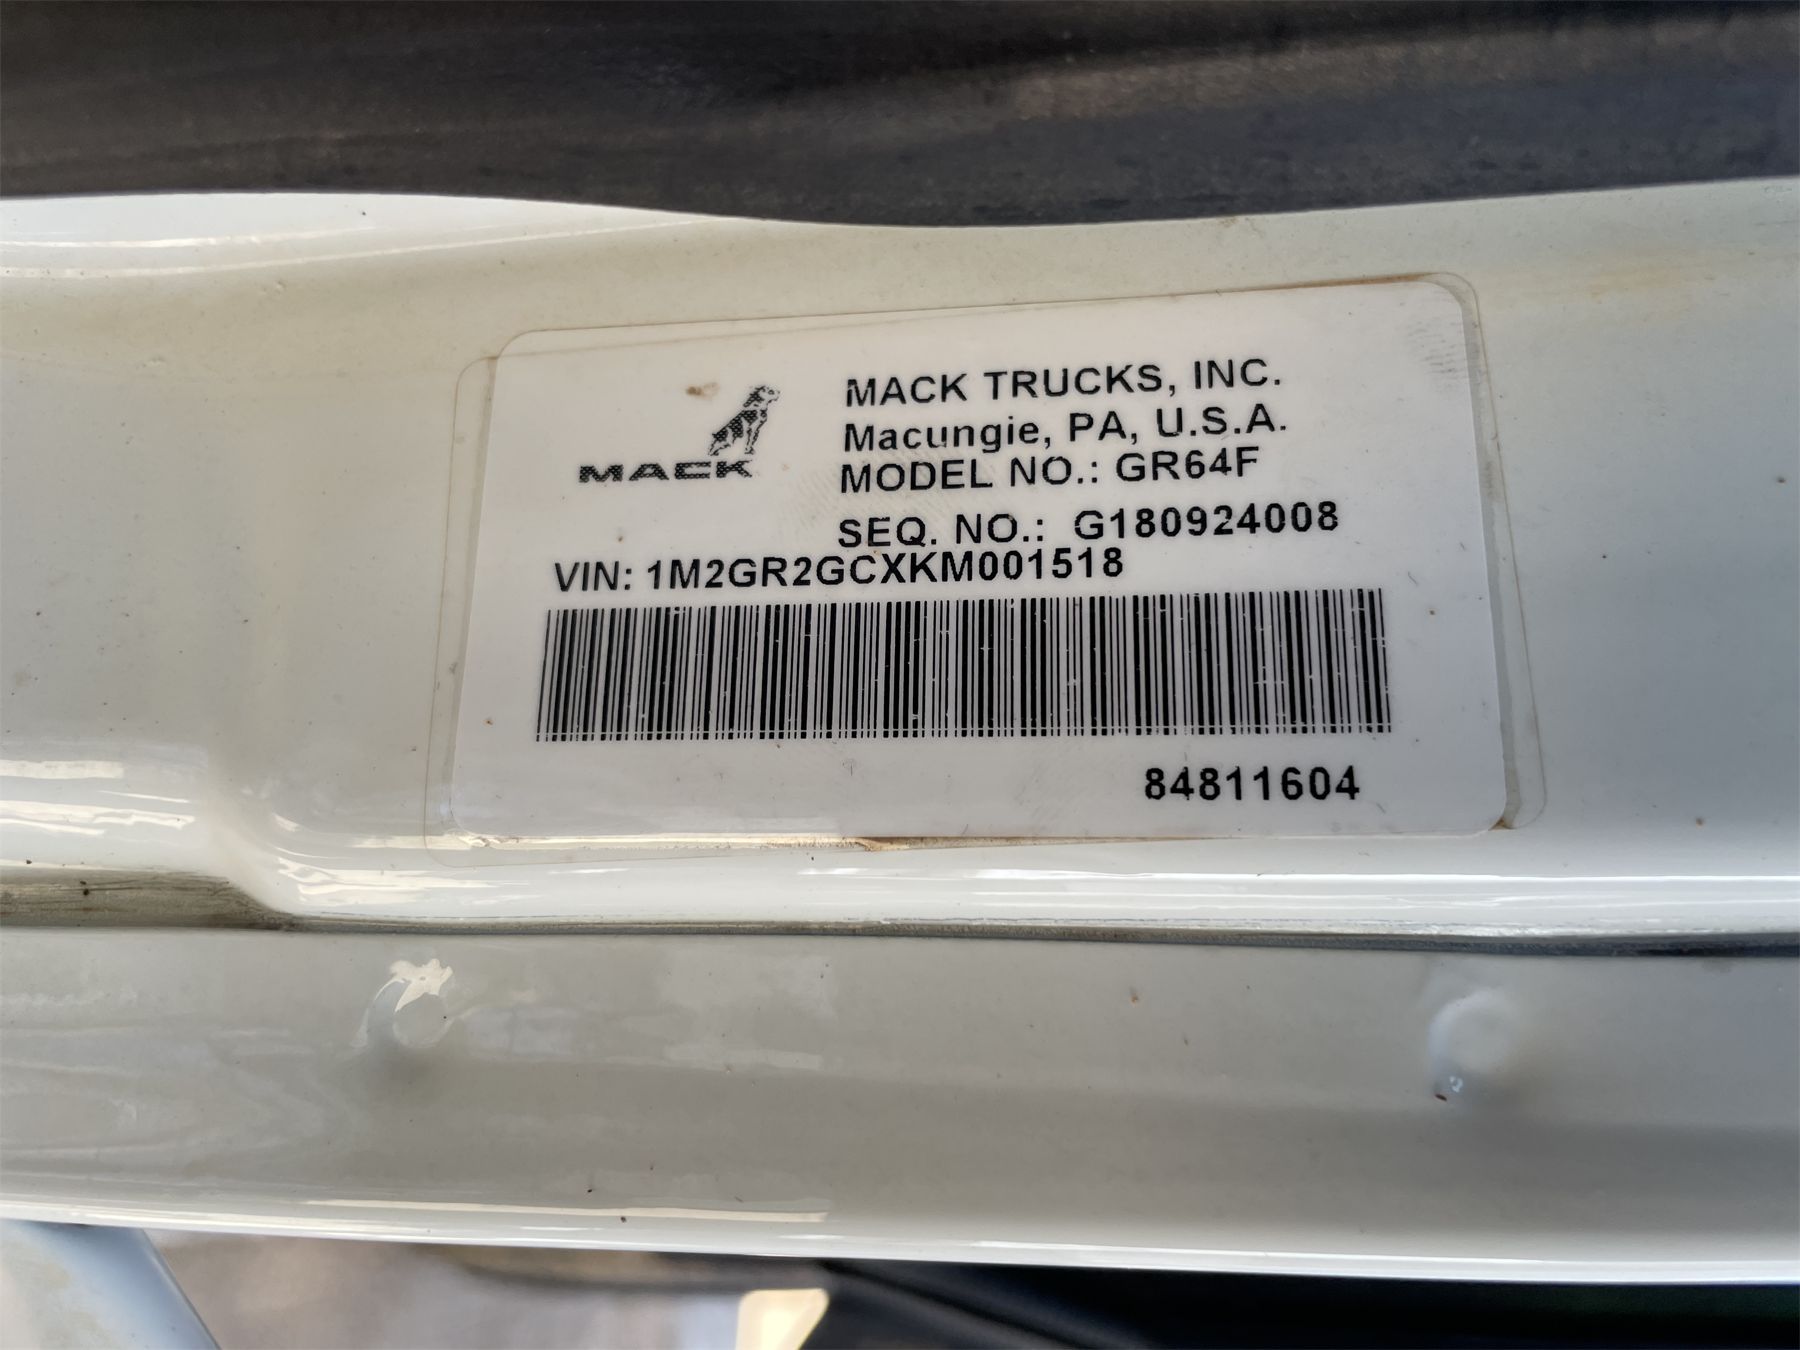 MACK
MACK TRUCKS, INC.
Macungie, PA, U.S.A.
MODEL NO.: GR64F
SEQ. NO.: G180924008
VIN: 1M2GR2GCXKM001518
84811604